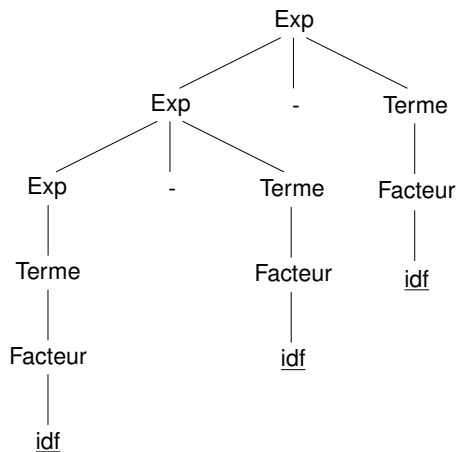 Exp
Exp - Terme
Exp - Terme Facteur
Terme Facteur idf
Facteur idf
idf